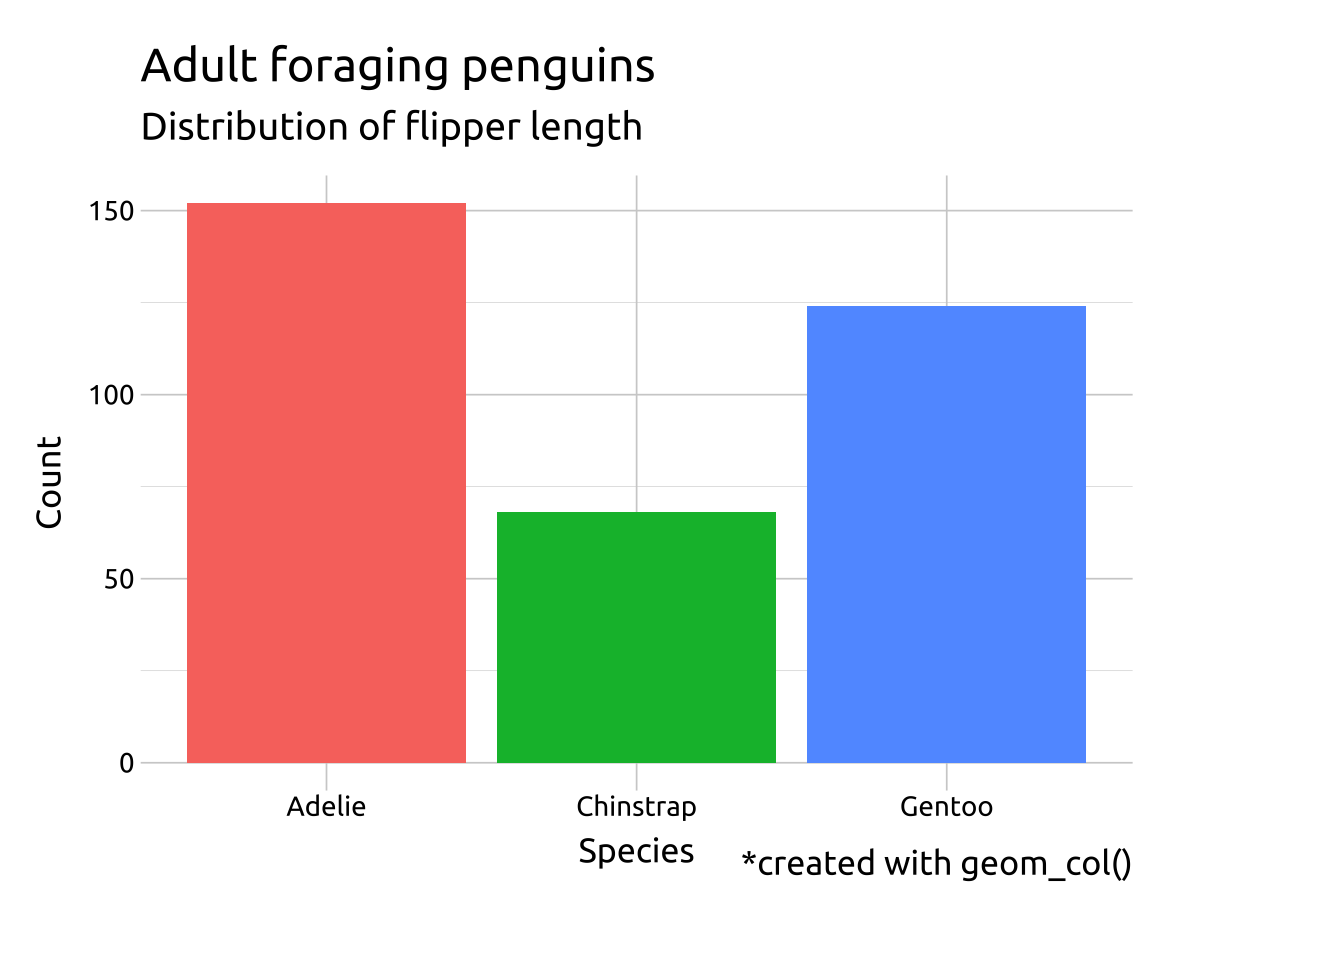 Adult foraging penguins
Distribution of flipper length
Count
150
100
50
0
Adelie Chinstrap Gentoo
Species
*created with geom_col()